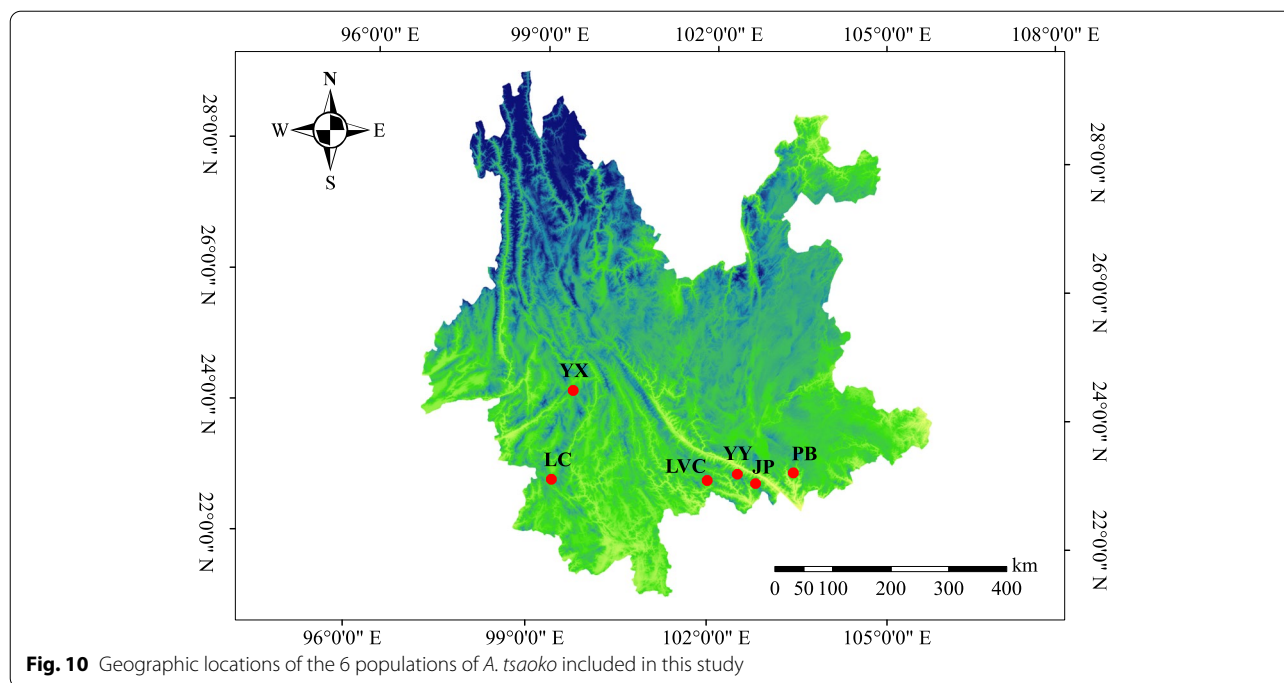 96°0'0" E 99°0'0" E 102°0'0" E 105°0'0" E 108°0'0" E
N
W E
S
28°0'0" N
28°0'0" N
26°0'0" N
26°0'0" N
24°0'0" N
24°0'0" N
22°0'0" N
22°0'0" N
YX
LC
LVC
YY
JP
PB
km
0 50 100 200 300 400
96°0'0" E 99°0'0" E 102°0'0" E 105°0'0" E
Fig. 10 Geographic locations of the 6 populations of A. tsaoko included in this study